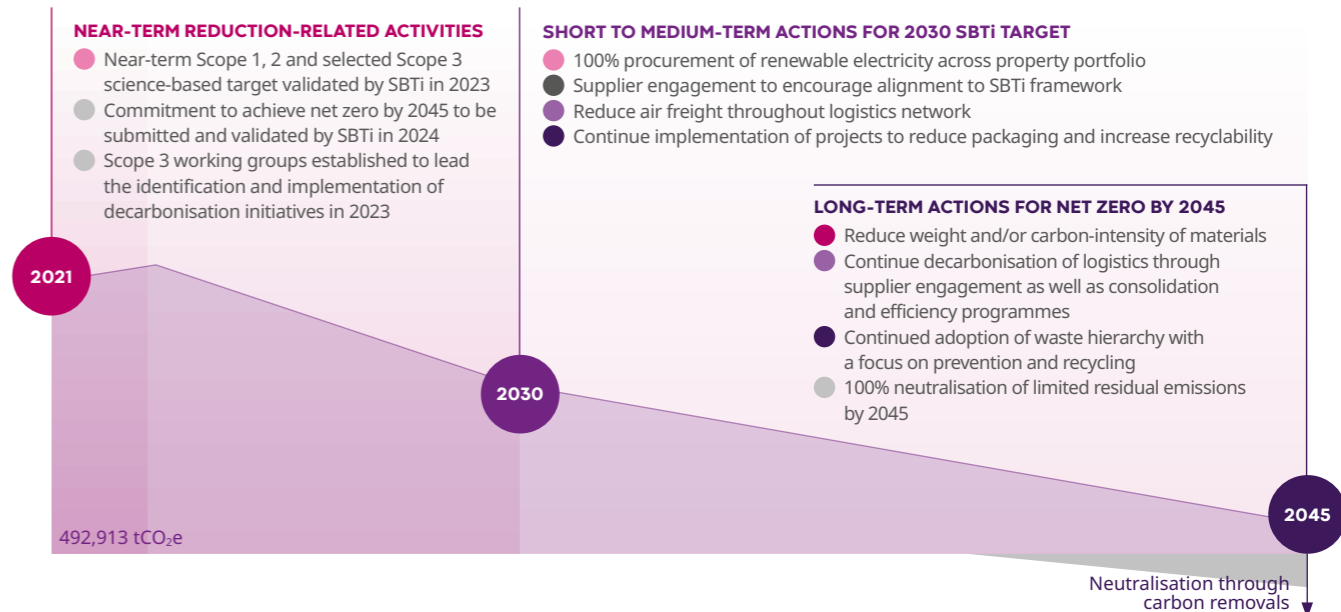 NEAR-TERM REDUCTION-RELATED ACTIVITIES
Near-term Scope 1, 2 and selected Scope 3
science-based target validated by SBTi in 2023
Commitment to achieve net zero by 2045 to be
submitted and validated by SBTi in 2024
Scope 3 working groups established to lead
the identification and implementation of
decarbonisation initiatives in 2023
SHORT TO MEDIUM-TERM ACTIONS FOR 2030 SBTi TARGET
100% procurement of renewable electricity across property portfolio
Supplier engagement to encourage alignment to SBTi framework
Reduce air freight throughout logistics network
Continue implementation of projects to reduce packaging and increase recyclability
LONG-TERM ACTIONS FOR NET ZERO BY 2045
Reduce weight and/or carbon-intensity of materials
Continue decarbonisation of logistics through
supplier engagement as well as consolidation
and efficiency programmes
Continued adoption of waste hierarchy with
a focus on prevention and recycling
100% neutralisation of limited residual emissions
by 2045
2021
2030
2045
492,913 tCO₂e
Neutralisation through
carbon removals